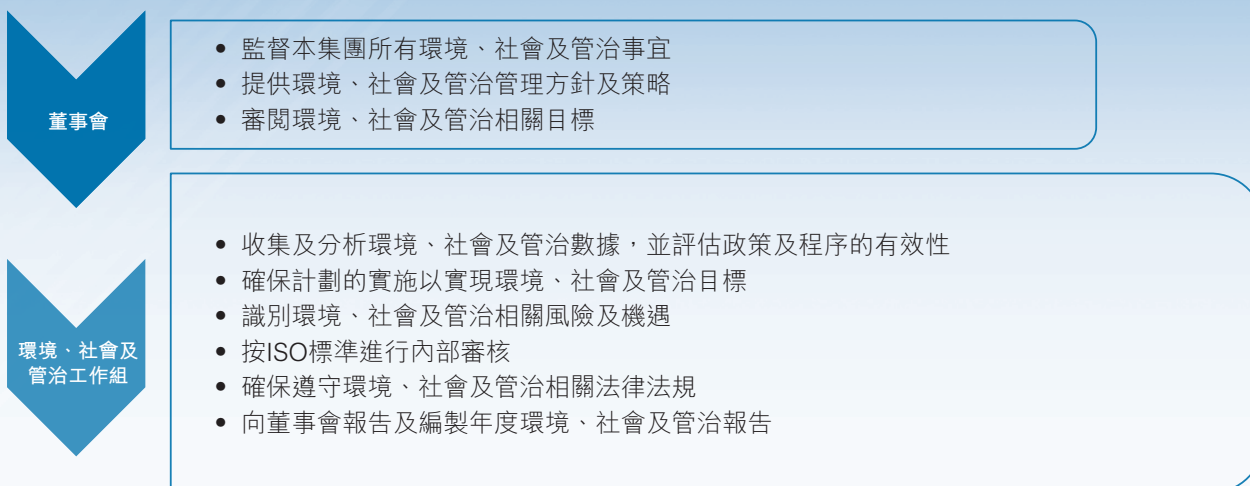 董事會
• 監督本集團所有環境、社會及管治事宜
• 提供環境、社會及管治管理方針及策略
• 審閱環境、社會及管治相關目標
環境、社會及
管治工作組
• 收集及分析環境、社會及管治數據，並評估政策及程序的有效性
• 確保計劃的實施以實現環境、社會及管治目標
• 識別環境、社會及管治相關風險及機遇
• 按ISO標準進行內部審核
• 確保遵守環境、社會及管治相關法律法規
• 向董事會報告及編製年度環境、社會及管治報告